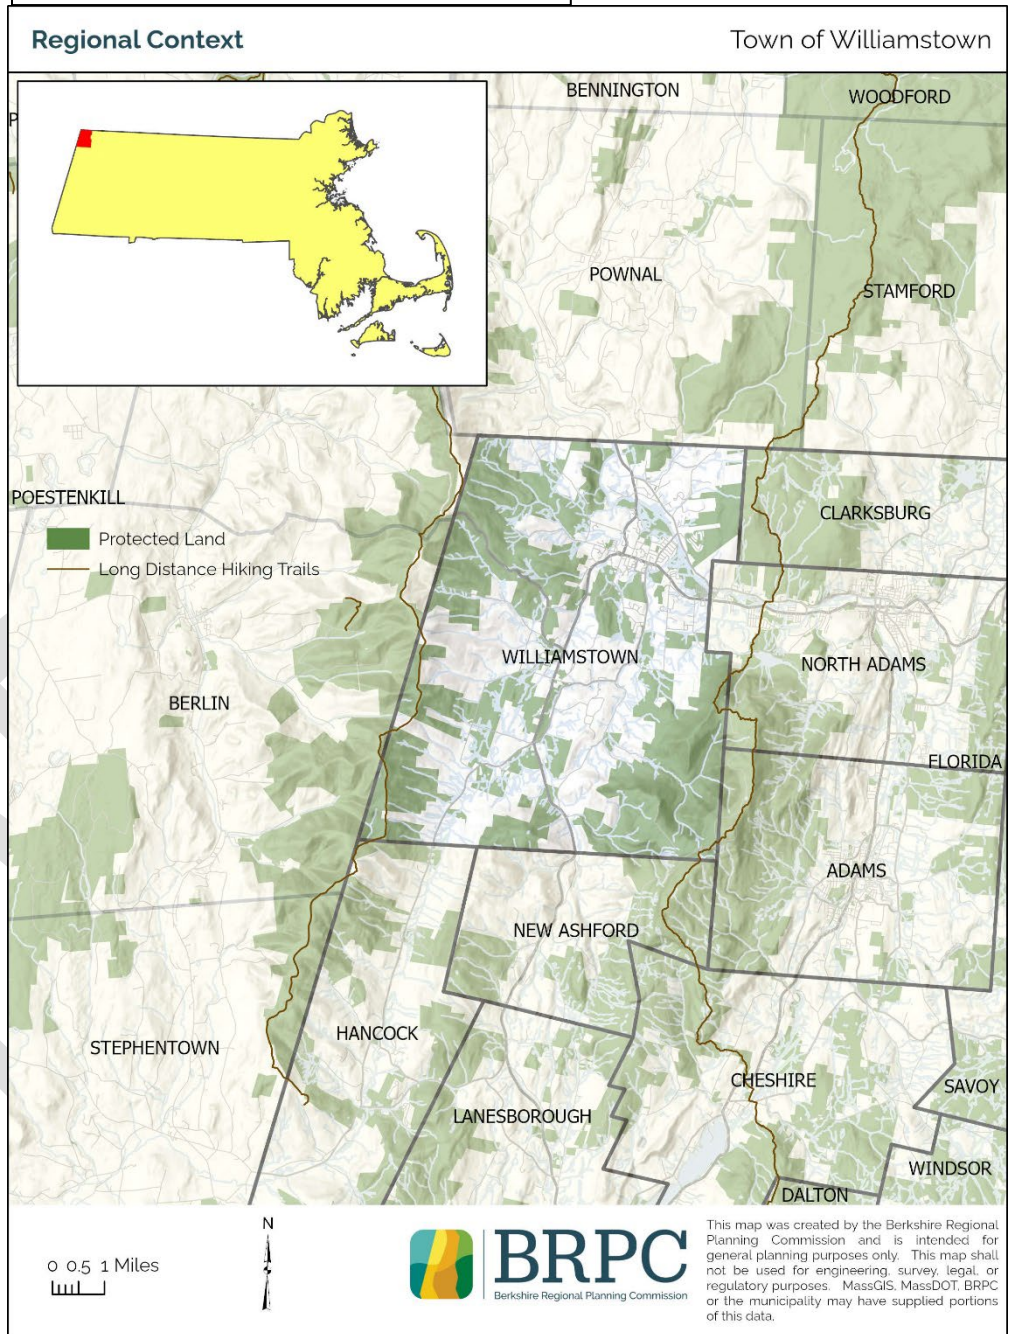 Regional Context
Town of Williamstown
BENNINGTON
WOODFORD
P
POWNAL
STAMFORD
POESTENKILL
CLARKSBURG
Protected Land
Long Distance Hiking Trails
WILLIAMSTOWN
NORTH ADAMS
BERLIN
FLORIDA
ADAMS
NEW ASHFORD
HANCOCK
STEPHENTOWN
CHESHIRE
SAVOY
LANESBOROUGH
WINDSOR
DALTON
N
0 0.5 1 Miles
BRPC
Berkshire Regional Planning Commission
This map was created by the Berkshire Regional
Planning Commission and is intended for
general planning purposes only. This map shall
not be used for engineering, survey, legal, or
regulatory purposes. MassGIS, MassDOT, BRPC
or the municipality may have supplied portions
of this data.